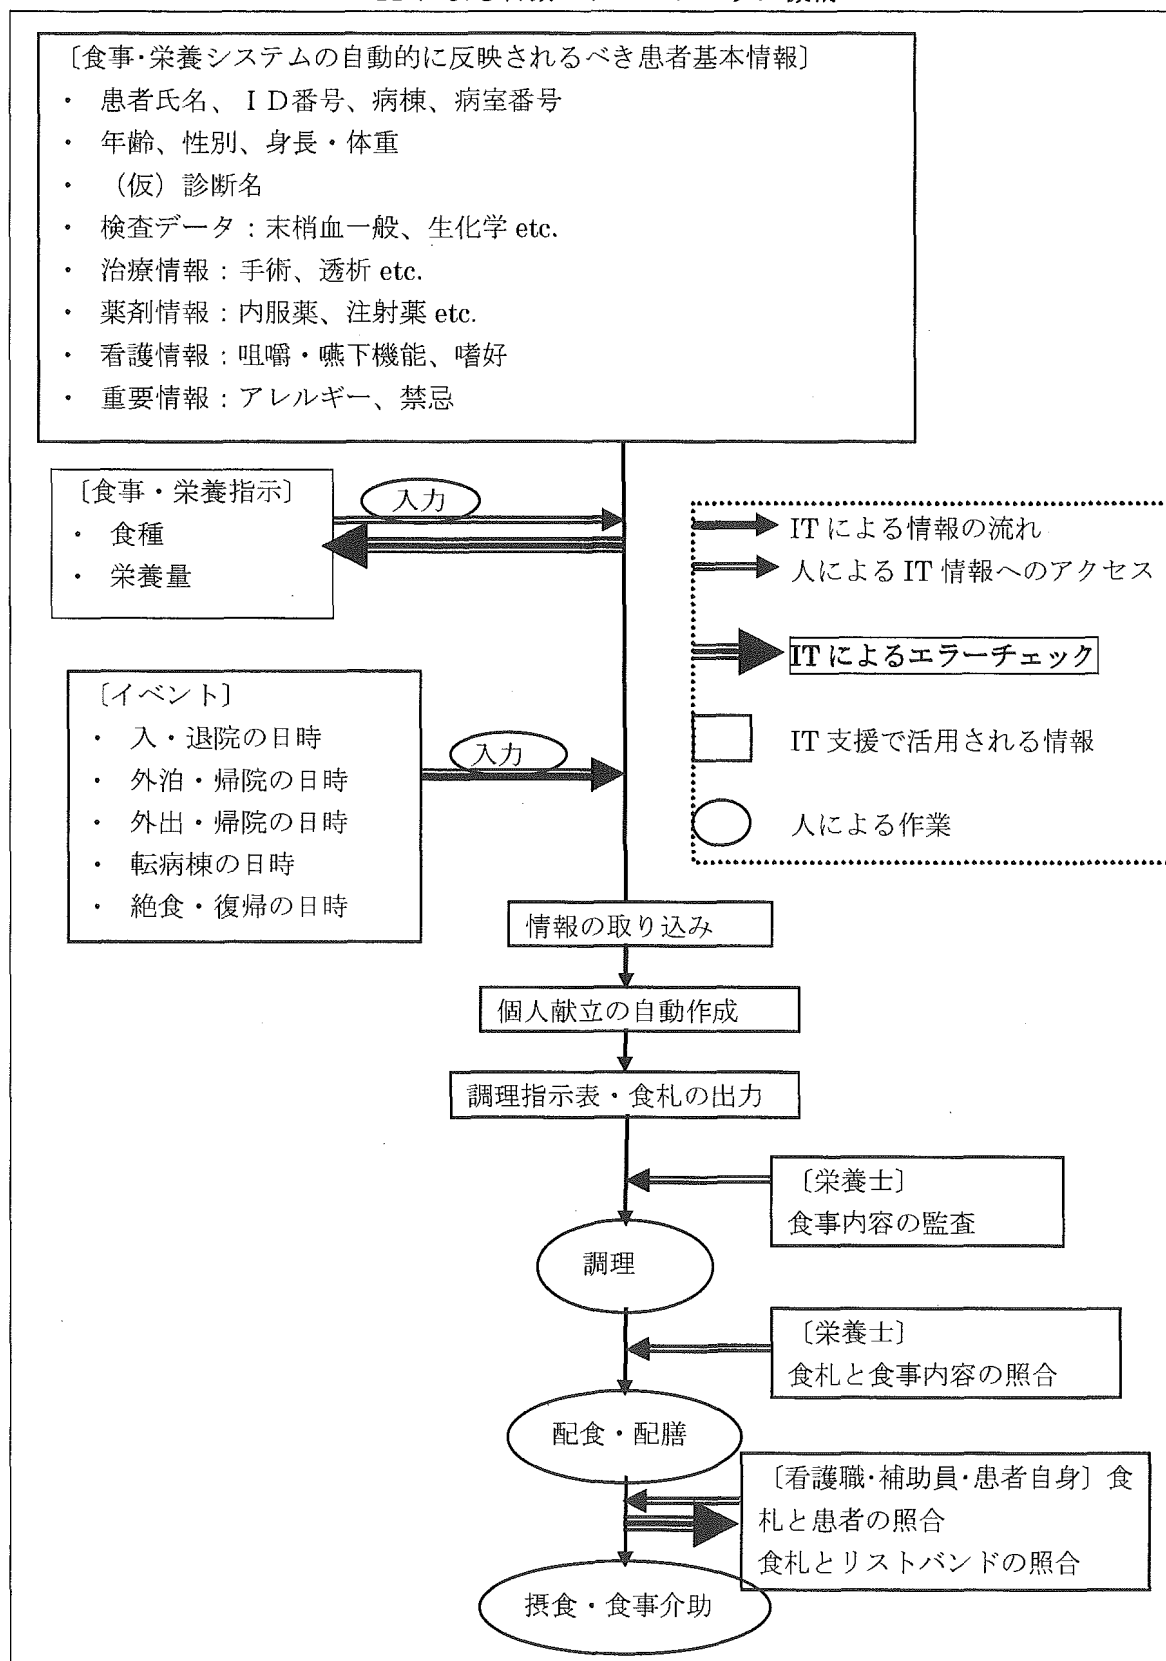 〔食事・栄養システムの自動的に反映されるべき患者基本情報〕
・ 患者氏名、ＩＤ番号、病棟、病室番号
・ 年齢、性別、身長・体重
・ （仮）診断名
・ 検査データ：末梢血一般、生化学 etc.
・ 治療情報：手術、透析 etc.
・ 薬剤情報：内服薬、注射薬 etc.
・ 看護情報：咀嚼・嚥下機能、嗜好
・ 重要情報：アレルギー、禁忌
〔食事・栄養指示〕
・ 食種
・ 栄養量
入力
IT による情報の流れ
人による IT 情報へのアクセス
IT によるエラーチェック
IT 支援で活用される情報
人による作業
〔イベント〕
・ 入・退院の日時
・ 外泊・帰院の日時
・ 外出・帰院の日時
・ 転病棟の日時
・ 絶食・復帰の日時
入力
情報の取り込み
個人献立の自動作成
調理指示表・食札の出力
〔栄養士〕
食事内容の監査
調理
〔栄養士〕
食札と食事内容の照合
配食・配膳
〔看護職・補助員・患者自身〕食
札と患者の照合
食札とリストバンドの照合
摂食・食事介助